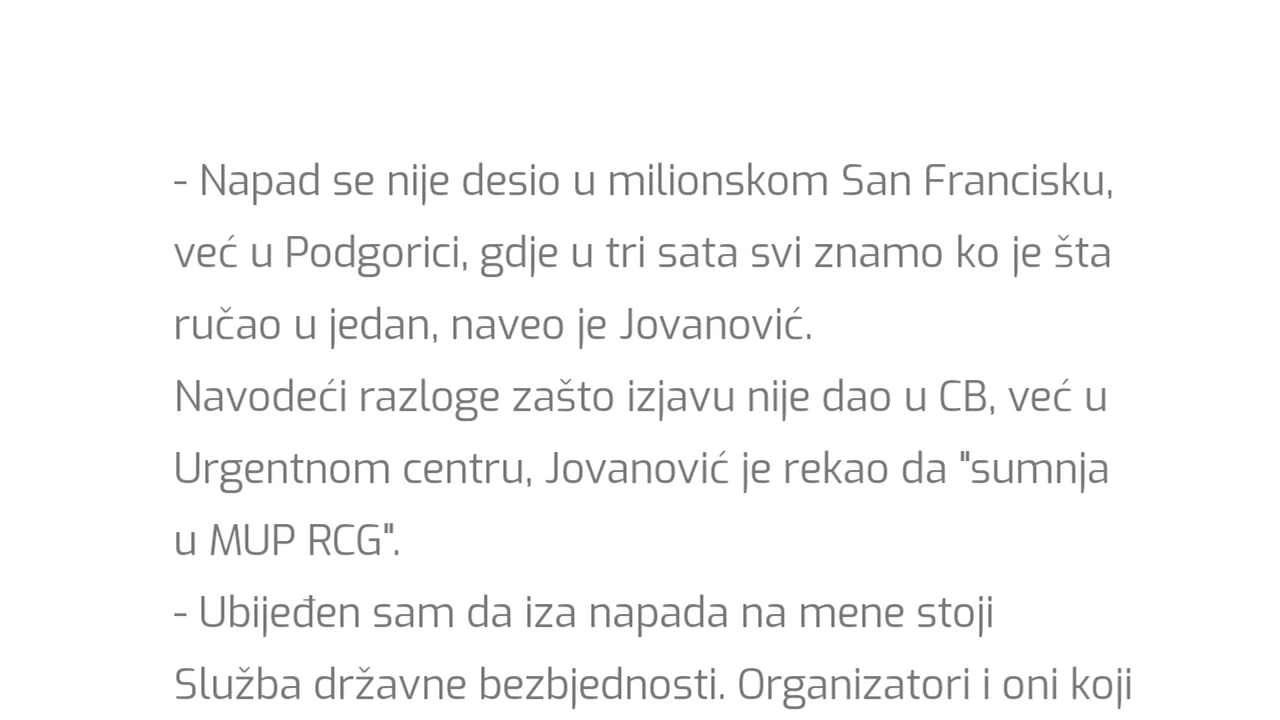 - Napad se nije desio u milionskom San Francisku,
već u Podgorici, gdje u tri sata svi znamo ko je šta
ručao u jedan, naveo je Jovanović.
Navodeći razloge zašto izjavu nije dao u CB, već u
Urgentnom centru, Jovanović je rekao da "sumnja
u MUP RCG".
- Ubijeđen sam da iza napada na mene stoji
Služba državne bezbjednosti. Organizatori i oni koji